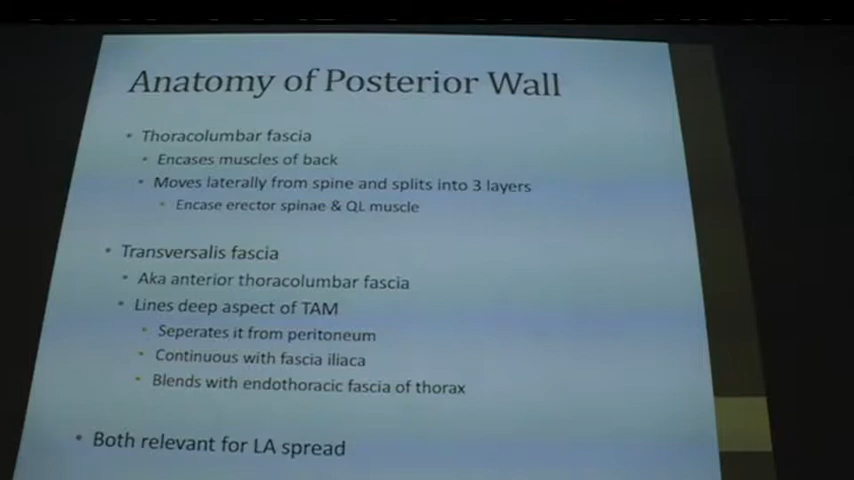 Anatomy of Posterior Wall
• Thoracolumbar fascia
• Encases muscles of back
• Moves laterally from spine and splits into 3 layers
• Encase erector spinae & QL muscle
• Transversalis fascia
• Aka anterior thoracolumbar fascia
• Lines deep aspect of TAM
• Seperates it from peritoneum
• Continuous with fascia iliaca
• Blends with endothoracic fascia of thorax
• Both relevant for LA spread